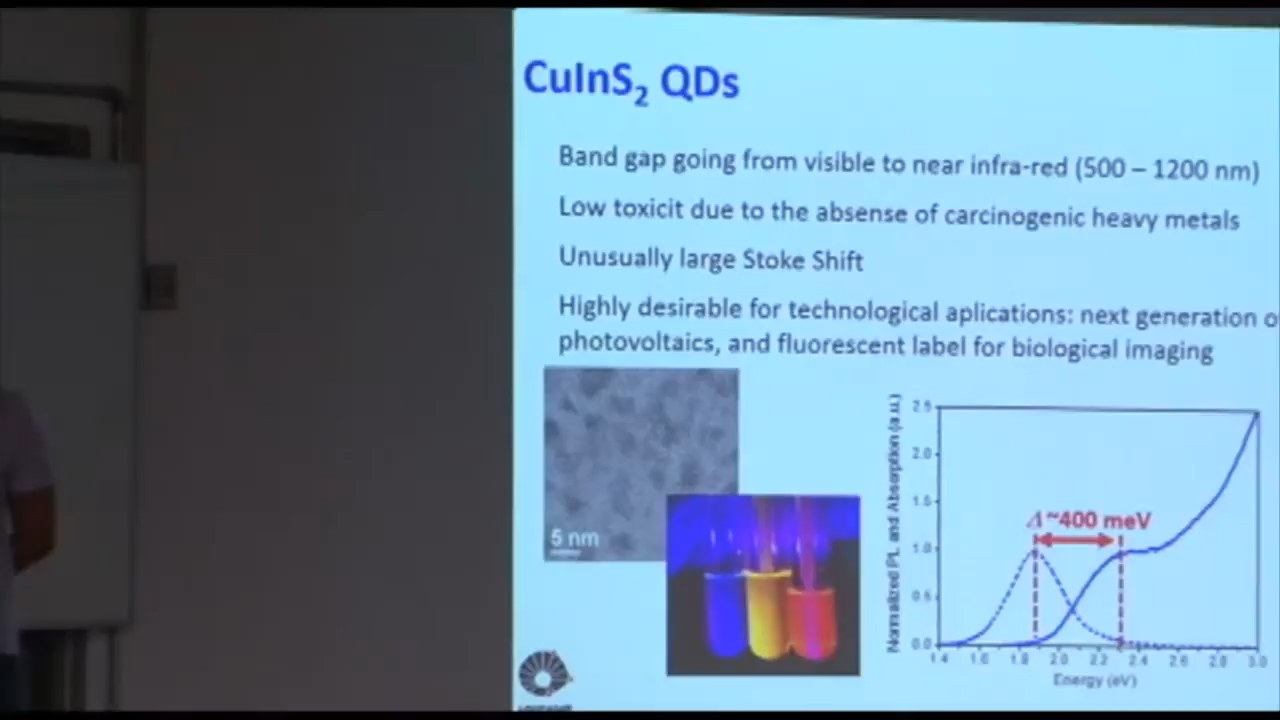 CuInS₂ QDs
Band gap going from visible to near infra-red (500 – 1200 nm)
Low toxicit due to the absense of carcinogenic heavy metals
Unusually large Stoke Shift
Highly desirable for technological aplications: next generation o
photovoltaics, and fluorescent label for biological imaging
5 nm
Normalized PL and Absorption (a.u.)
2.5
2.0
1.5
1.0
0.5
0.0
Δ ~400 meV
1.4 1.6 1.8 2.0 2.2 2.4 2.6 2.8 3.0
Energy (eV)